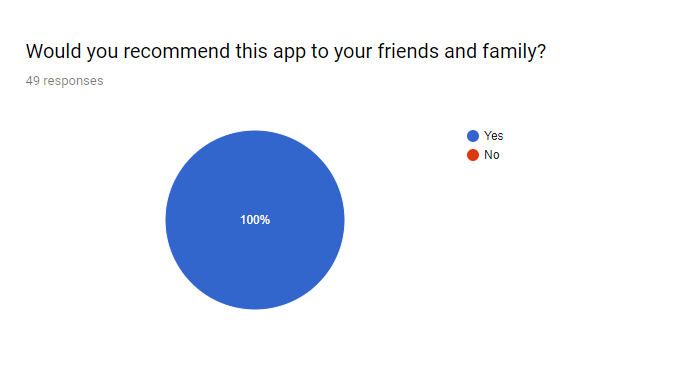 Would you recommend this app to your friends and family?
49 responses
Yes
No
100%